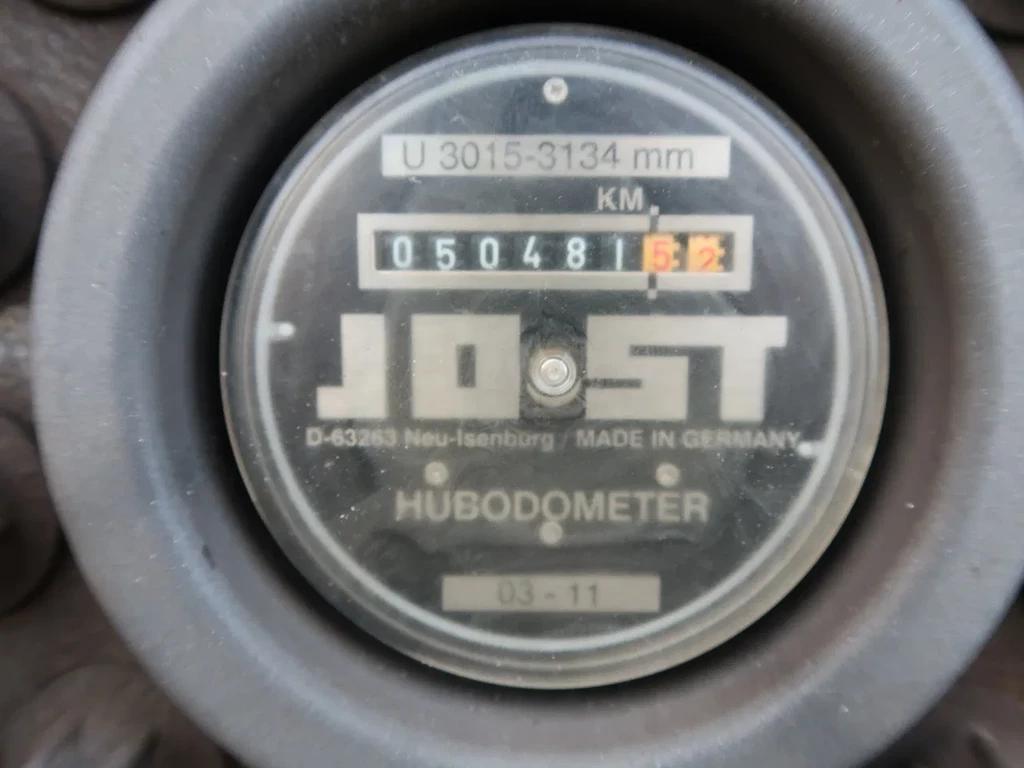 U 3015-3134 mm
KM
05048152
JOST
D-63263 Neu-Isenburg / MADE IN GERMANY
HUBODOMETER
03 - 11